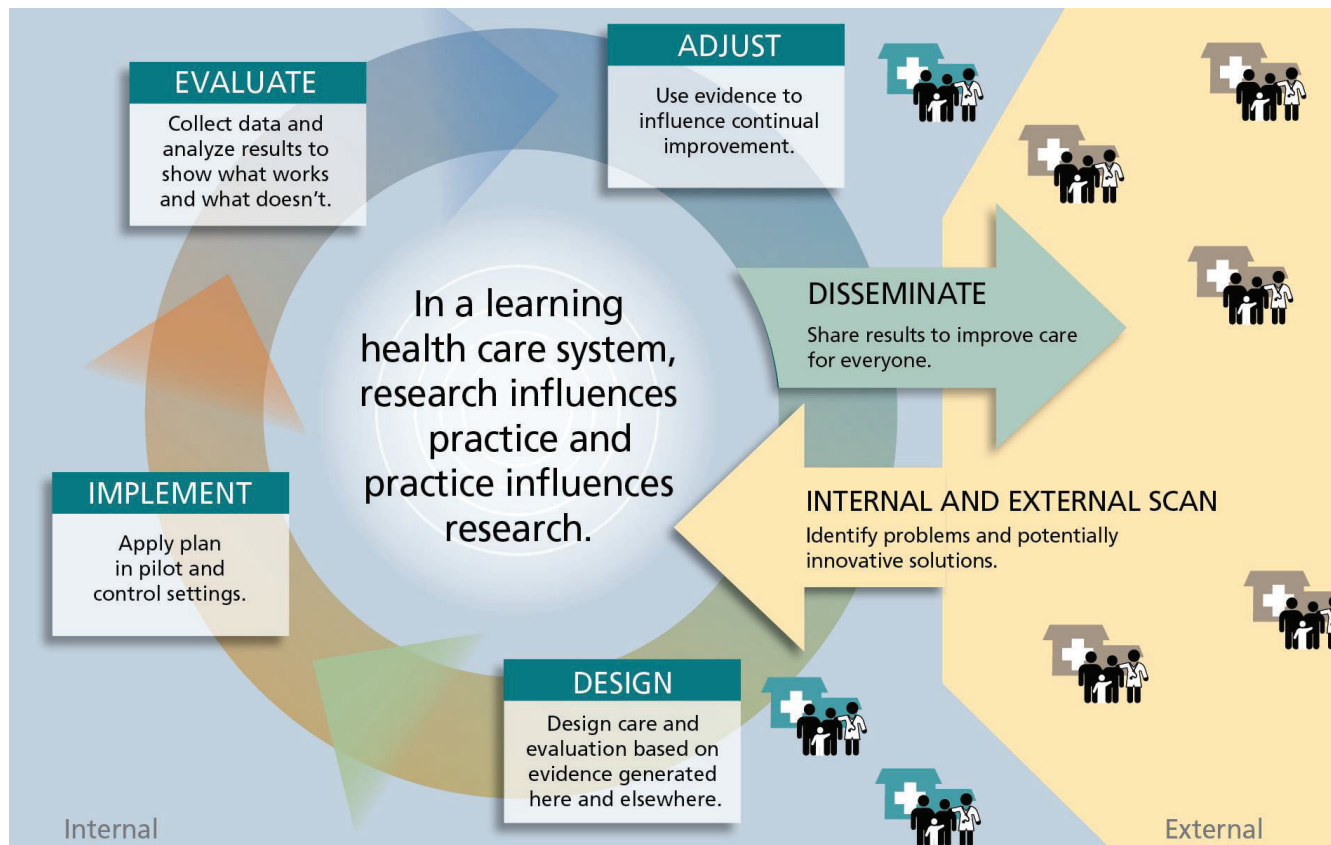 EVALUATE
Collect data and
analyze results to
show what works
and what doesn’t.
ADJUST
Use evidence to
influence continual
improvement.
In a learning
health care system,
research influences
practice and
practice influences
research.
DISSEMINATE
Share results to improve care
for everyone.
INTERNAL AND EXTERNAL SCAN
Identify problems and potentially
innovative solutions.
IMPLEMENT
Apply plan
in pilot and
control settings.
DESIGN
Design care and
evaluation based on
evidence generated
here and elsewhere.
Internal
External